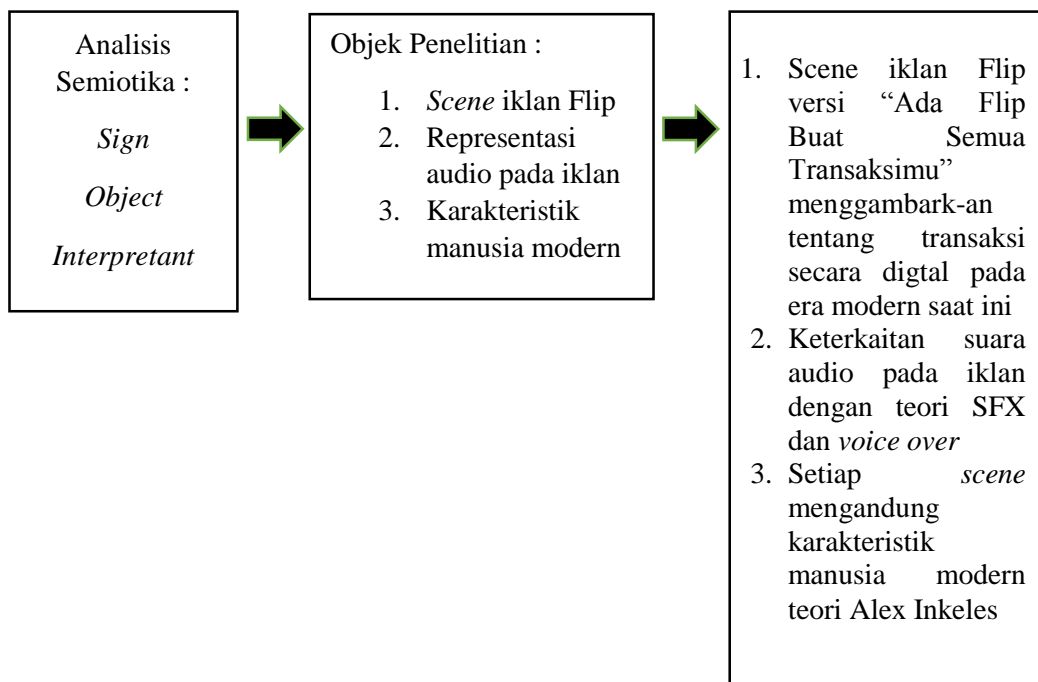 Analisis
Semiotika :
Sign
Object
Interpretant
Objek Penelitian :
1. Scene iklan Flip
2. Representasi
audio pada iklan
3. Karakteristik
manusia modern
1. Scene iklan Flip
versi “Ada Flip
Buat Semua
Transaksimu”
menggambark-an
tentang transaksi
secara digtal pada
era modern saat ini
2. Keterkaitan suara
audio pada iklan
dengan teori SFX
dan voice over
3. Setiap scene
mengandung
karakteristik
manusia modern
teori Alex Inkeles